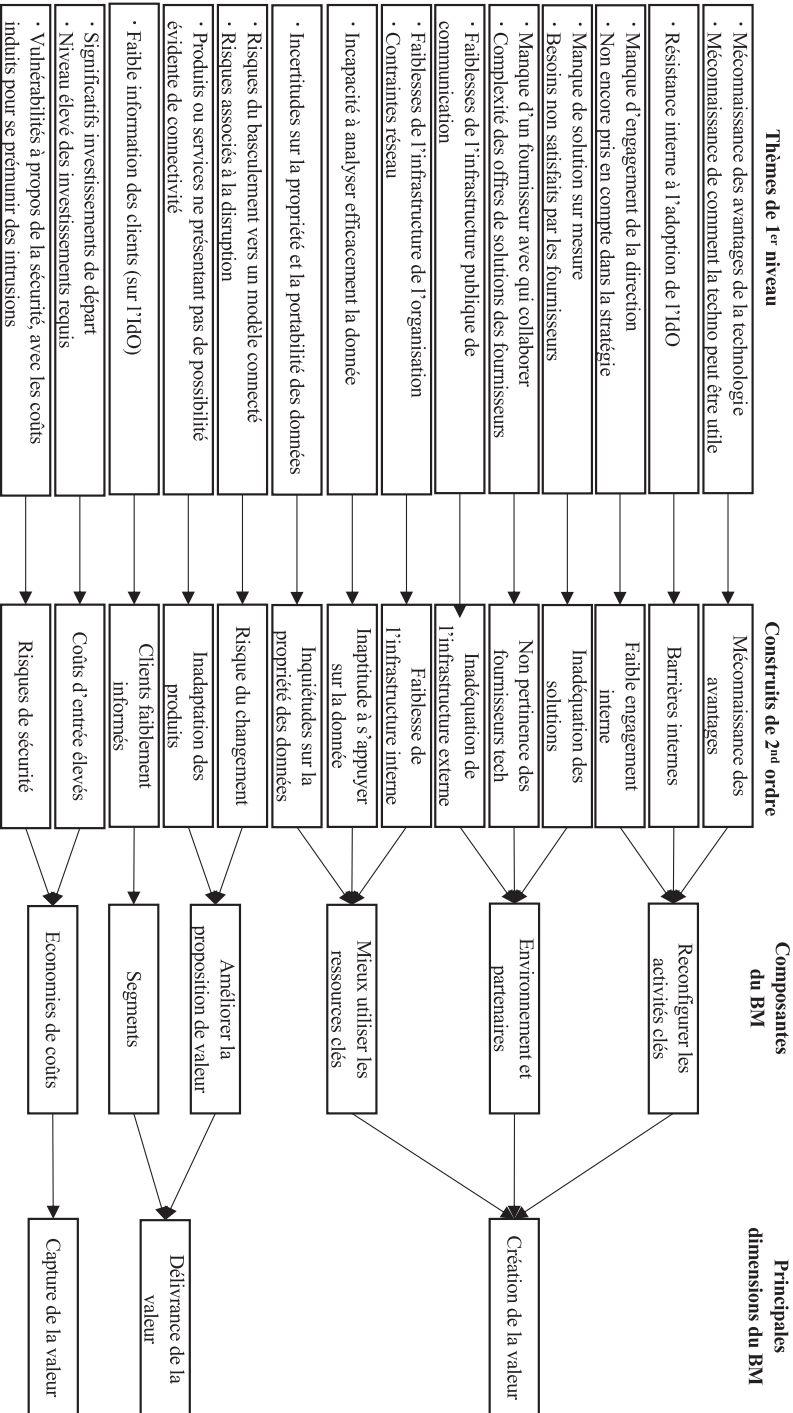 Thèmes de 1er niveau
· Méconnaissance des avantages de la technologie
· Méconnaissance de comment la techno peut être utile
· Résistance interne à l'adoption de l'IdO
· Manque d'engagement de la direction
· Non encore pris en compte dans la stratégie
· Manque de solution sur mesure
· Besoins non satisfaits par les fournisseurs
· Manque d'un fournisseur avec qui collaborer
· Complexité des offres de solutions des fournisseurs
· Faiblesses de l'infrastructure publique de
communication
· Faiblesses de l'infrastructure de l'organisation
· Contraintes réseau
· Incapacité à analyser efficacement la donnée
· Incertitudes sur la propriété et la portabilité des données
· Risques du basculement vers un modèle connecté
· Risques associés à la disruption
· Produits ou services ne présentant pas de possibilité
évidente de connectivité
· Faible information des clients (sur l'IdO)
· Significatifs investissements de départ
· Niveau élevé des investissements requis
· Vulnérabilités à propos de la sécurité, avec les coûts
induits pour se prémunir des intrusions
Construits de 2nd ordre
Méconnaissance des
avantages
Barrières internes
Faible engagement
interne
Inadéquation des
solutions
Non pertinence des
fournisseurs tech
Inadéquation de
l'infrastructure externe
Faiblesse de
l'infrastructure interne
Inaptitude à s'appuyer
sur la donnée
Inquiétudes sur la
propriété des données
Risque du changement
Inadaptation des
produits
Clients faiblement
informés
Coûts d'entrée élevés
Risques de sécurité
Composantes
du BM
Reconfigurer les
activités clés
Environnement et
partenaires
Mieux utiliser les
ressources clés
Améliorer la
proposition de valeur
Segments
Economies de coûts
Principales
dimensions du BM
Création de la valeur
Délivrance de la
valeur
Capture de la valeur